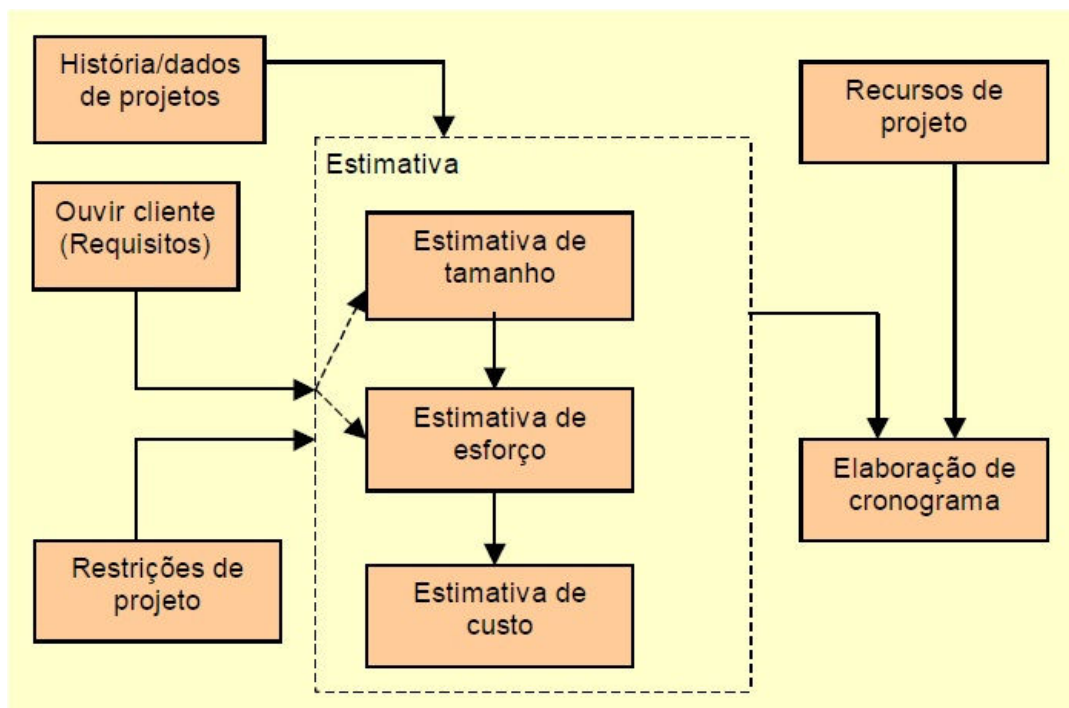 História/dados
de projetos
Recursos de
projeto
Estimativa
Ouvir cliente
(Requisitos)
Estimativa de
tamanho
Estimativa de
esforço
Elaboração de
cronograma
Restrições de
projeto
Estimativa de
custo